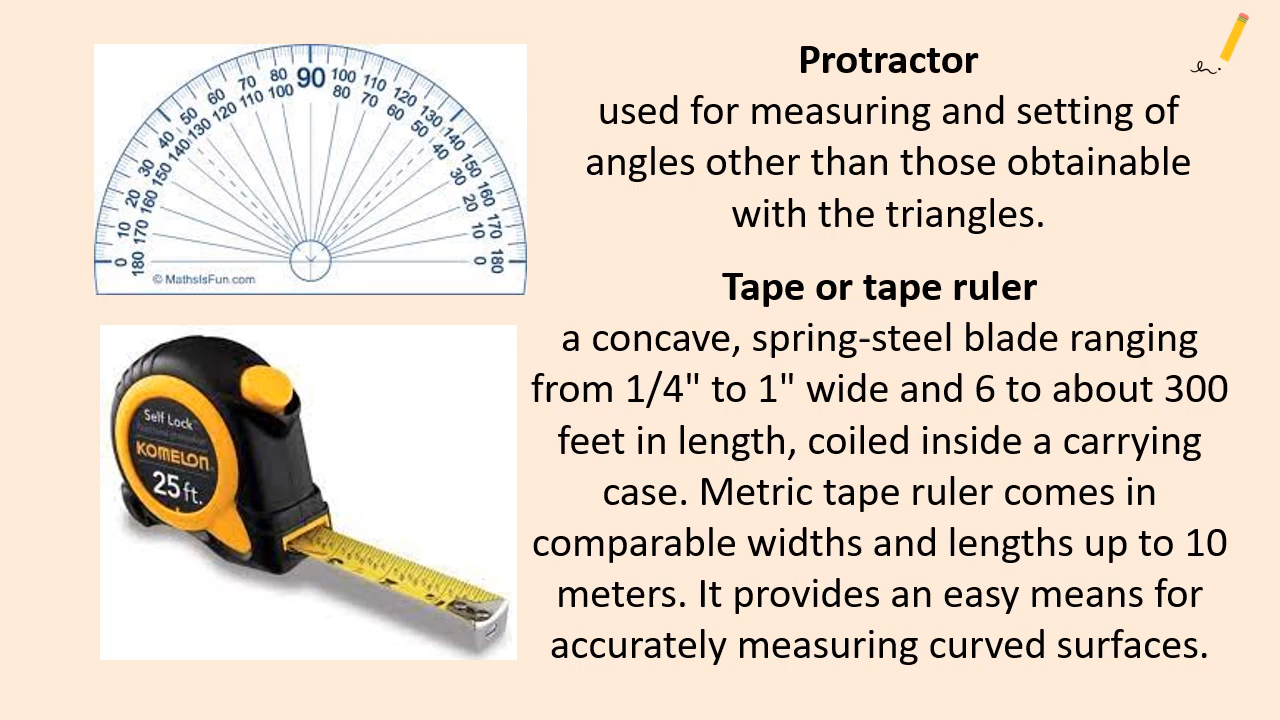 Protractor
used for measuring and setting of
angles other than those obtainable
with the triangles.
Tape or tape ruler
a concave, spring-steel blade ranging
from 1/4" to 1" wide and 6 to about 300
feet in length, coiled inside a carrying
case. Metric tape ruler comes in
comparable widths and lengths up to 10
meters. It provides an easy means for
accurately measuring curved surfaces.
0 10 20 30 40 50 60 70 80 90 100 110 120 130 140 150 160 170 180
180 170 160 150 140 130 120 110 100 80 70 60 50 40 30 20 10 0
© MathsIsFun.com
Self Lock
KOMELON
25 ft.